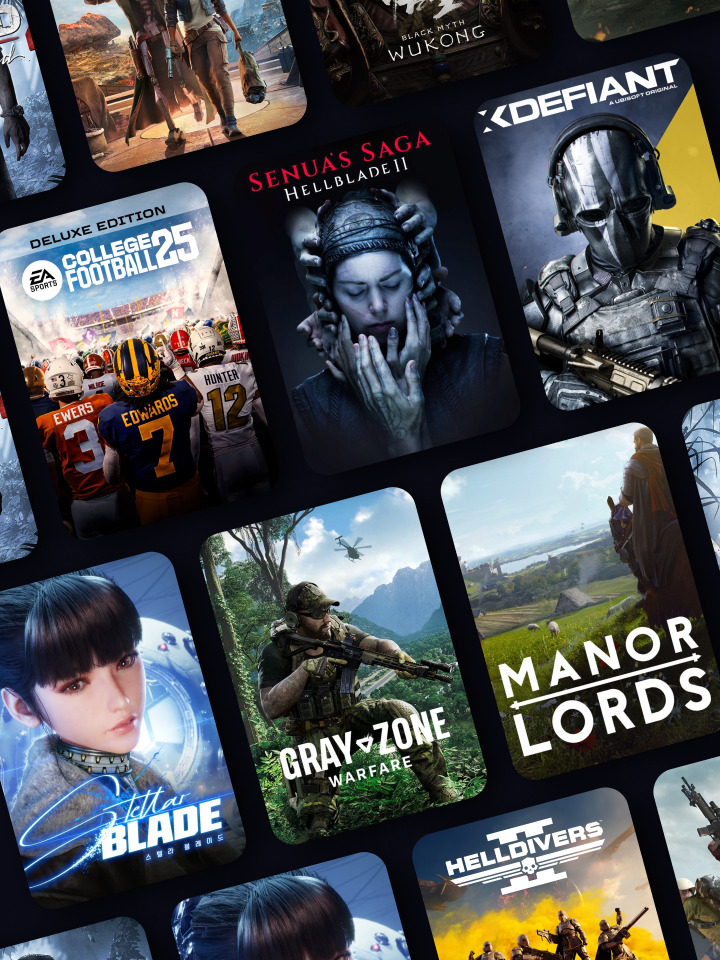 BLACK MYTH
WUKONG
XDEFIANT
A UBISOFT ORIGINAL
SENUA'S SAGA
HELLBLADE II
DELUXE EDITION
EA
SPORTS
COLLEGE
FOOTBALL 25
EWERS
3
EDWARDS
7
HUNTER
12
MANOR
LORDS
GRAY ZONE
WARFARE
Stellar
BLADE
스텔라 블레이드
II
HELLDIVERS